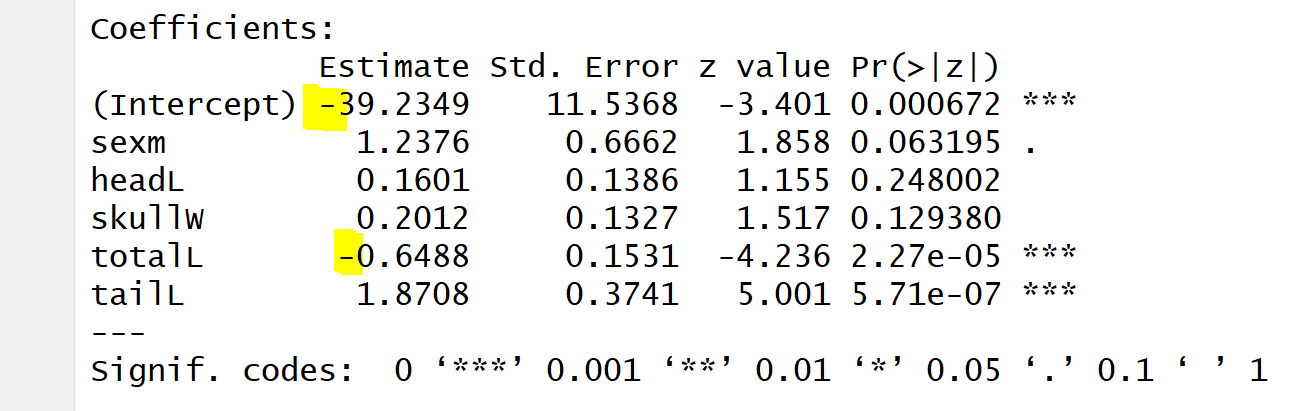 Coefficients:
Estimate Std. Error z value Pr(>|z|)
(Intercept) -39.2349 11.5368 -3.401 0.000672 ***
sexm 1.2376 0.6662 1.858 0.063195 .
headL 0.1601 0.1386 1.155 0.248002
skullW 0.2012 0.1327 1.517 0.129380
totalL -0.6488 0.1531 -4.236 2.27e-05 ***
tailL 1.8708 0.3741 5.001 5.71e-07 ***
---
Signif. codes: 0 ‘***’ 0.001 ‘**’ 0.01 ‘*’ 0.05 ‘.’ 0.1 ‘ ’ 1